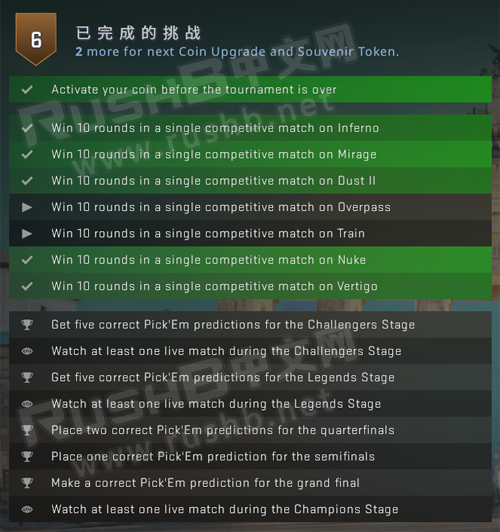 6
已完成的挑战
2 more for next Coin Upgrade and Souvenir Token.
Activate your coin before the tournament is over
Win 10 rounds in a single competitive match on Inferno
Win 10 rounds in a single competitive match on Mirage
Win 10 rounds in a single competitive match on Dust II
Win 10 rounds in a single competitive match on Overpass
Win 10 rounds in a single competitive match on Train
Win 10 rounds in a single competitive match on Nuke
Win 10 rounds in a single competitive match on Vertigo
Get five correct Pick'Em predictions for the Challengers Stage
Watch at least one live match during the Challengers Stage
Get five correct Pick'Em predictions for the Legends Stage
Watch at least one live match during the Legends Stage
Place two correct Pick'Em predictions for the quarterfinals
Place one correct Pick'Em prediction for the semifinals
Make a correct Pick'Em prediction for the grand final
Watch at least one live match during the Champions Stage
RUSHB中文网
www.rushb.net
RUSHB中文网
www.rushb.net